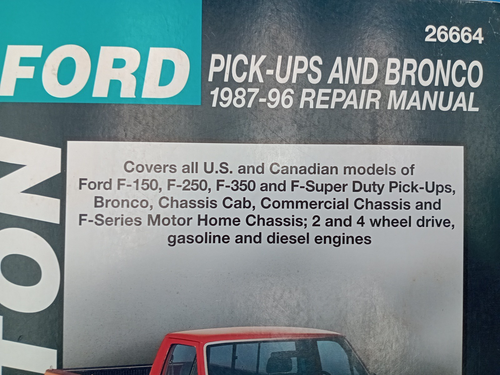 26664
FORD
PICK-UPS AND BRONCO
1987-96 REPAIR MANUAL
Covers all U.S. and Canadian models of
Ford F-150, F-250, F-350 and F-Super Duty Pick-Ups,
Bronco, Chassis Cab, Commercial Chassis and
F-Series Motor Home Chassis; 2 and 4 wheel drive,
gasoline and diesel engines
TON